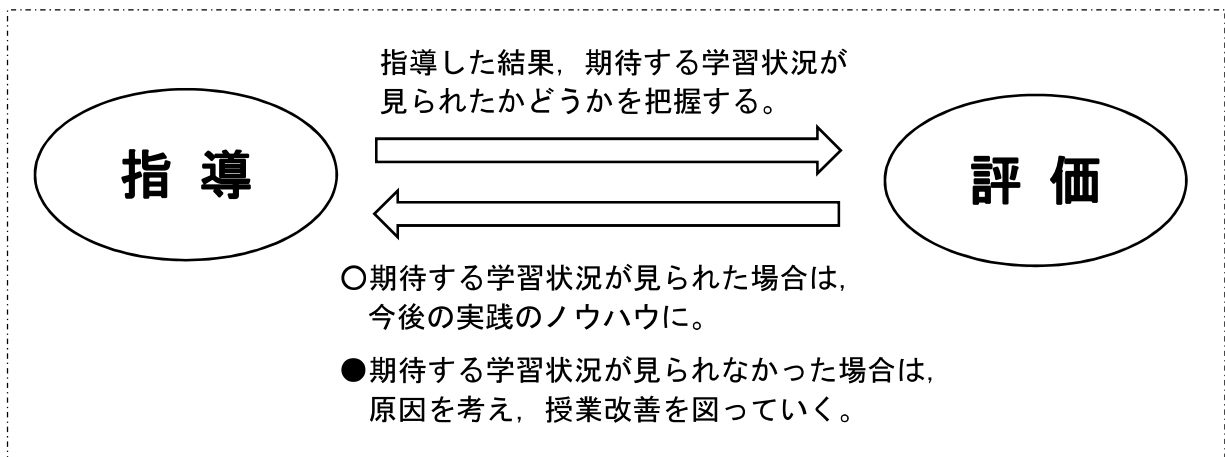 指導した結果，期待する学習状況が
見られたかどうかを把握する。
指 導
評 価
○期待する学習状況が見られた場合は，
今後の実践のノウハウに。
●期待する学習状況が見られなかった場合は，
原因を考え，授業改善を図っていく。